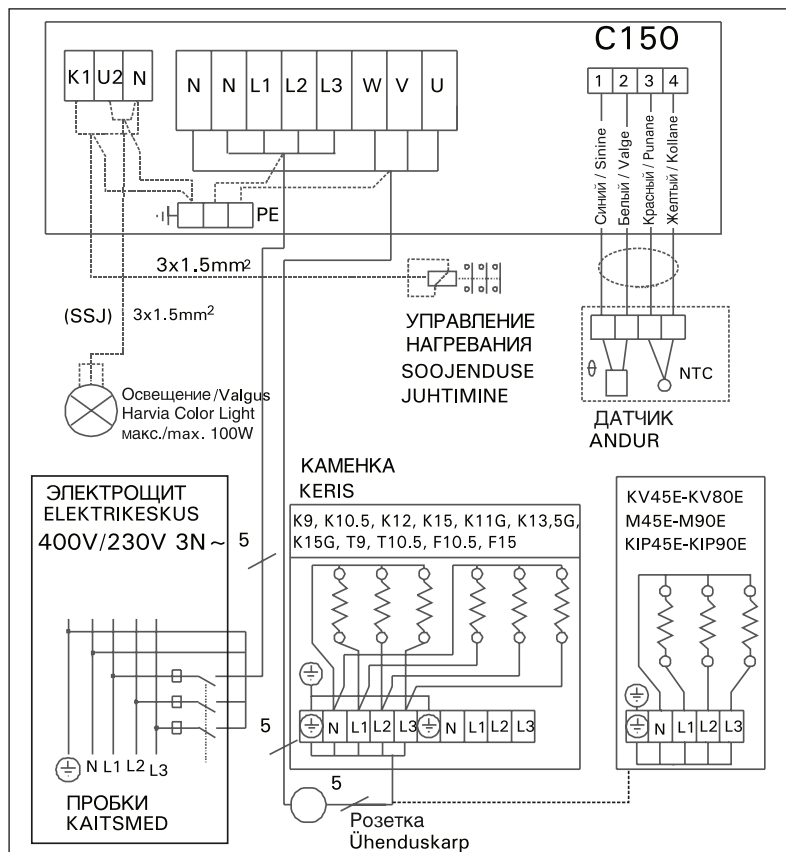 C150
K1 U2 N
N N L1 L2 L3 W V U
1 2 3 4
Синий / Sinine
Белый / Valge
Красный / Punane
Желтый / Kollane
PE
3x1.5mm²
(SSJ) 3x1.5mm²
УПРАВЛЕНИЕ
НАГРЕВАНИЯ
SOOJENDUSE
JUHTIMINE
θ
NTC
ДАТЧИК
ANDUR
Освещение/Valgus
Harvia Color Light
макс./max. 100W
ЭЛЕКТРОЩИТ
ELEKTRIKESKUS
400V/230V 3N~
5
N L1 L2 L3
ПРОБКИ
KAITSMED
КАМЕНКА
KERIS
K9, K10.5, K12, K15, K11G, K13,5G,
K15G, T9, T10.5, F10.5, F15
N L1 L2 L3 N L1 L2 L3
5
5
Розетка
Ühenduskarp
KV45E-KV80E
M45E-M90E
KIP45E-KIP90E
N L1 L2 L3